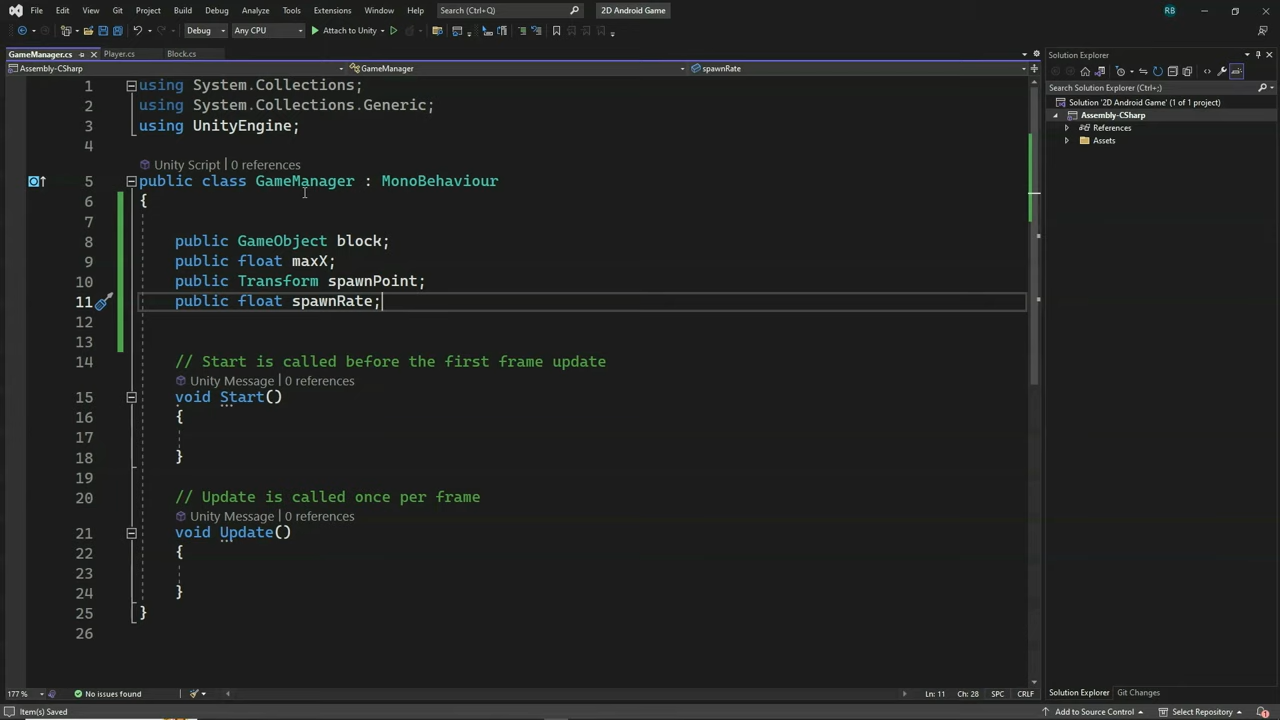 File Edit View Git Project Build Debug Analyze Tools Extensions Window Help Search (Ctrl+Q) 2D Android Game RB
Debug Any CPU Attach to Unity
GameManager.cs Player.cs Block.cs
Assembly-CSharp GameManager spawnRate
1 using System.Collections;
2 using System.Collections.Generic;
3 using UnityEngine;
4
Unity Script | 0 references
5 public class GameManager : MonoBehaviour
6 {
7
8 public GameObject block;
9 public float maxX;
10 public Transform spawnPoint;
11 public float spawnRate;
12
13
14 // Start is called before the first frame update
Unity Message | 0 references
15 void Start()
16 {
17
18 }
19
20 // Update is called once per frame
Unity Message | 0 references
21 void Update()
22 {
23
24 }
25 }
26
177 % No issues found Ln: 11 Ch: 28 SPC CRLF
Item(s) Saved
Solution Explorer
Search Solution Explorer (Ctrl+;)
Solution '2D Android Game' (1 of 1 project)
Assembly-CSharp
References
Assets
Solution Explorer Git Changes
Add to Source Control Select Repository 1